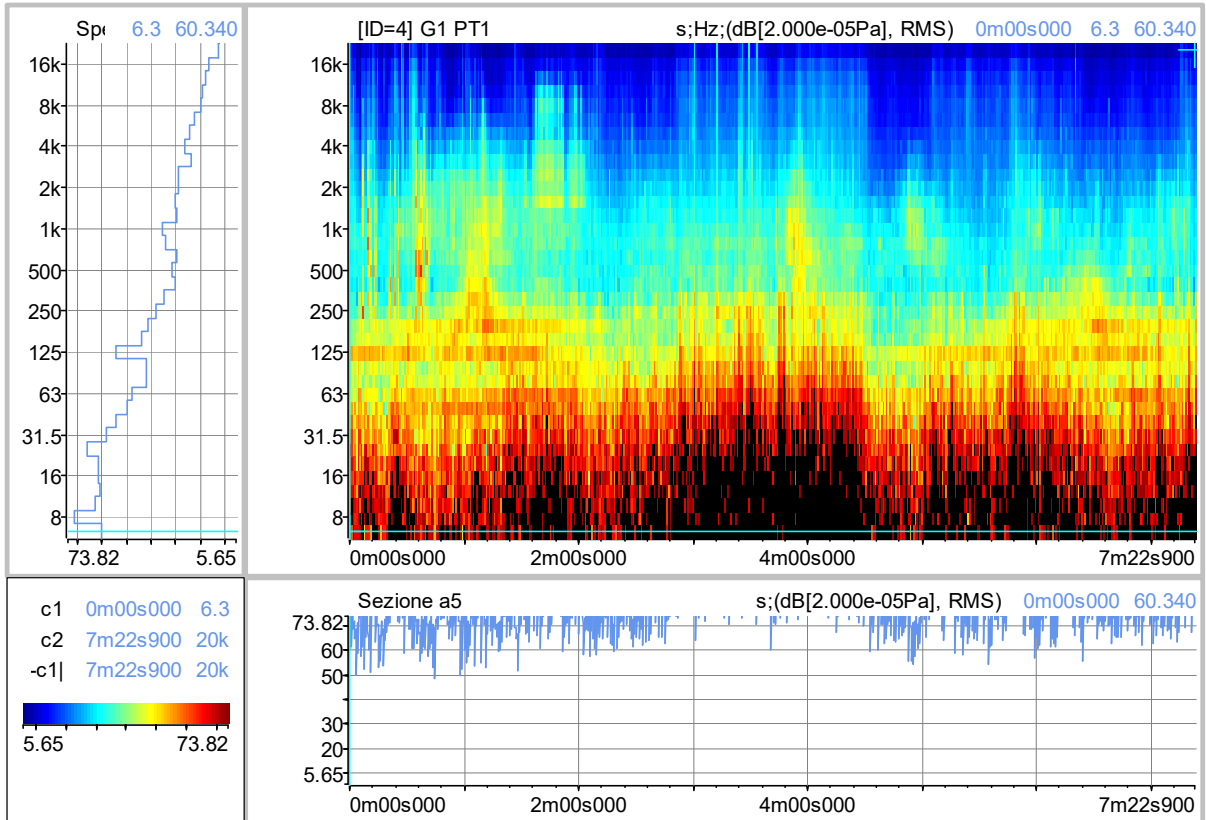 Spe 6.3 60.340
16k
8k
4k
2k
1k
500
250
125
63
31.5
16
8
73.82 5.65
[ID=4] G1 PT1 s;Hz;(dB[2.000e-05Pa], RMS) 0m00s000 6.3 60.340
16k
8k
4k
2k
1k
500
250
125
63
31.5
16
8
0m00s000 2m00s000 4m00s000 7m22s900
c1 0m00s000 6.3
c2 7m22s900 20k
-c1| 7m22s900 20k
5.65 73.82
Sezione a5 s;(dB[2.000e-05Pa], RMS) 0m00s000 60.340
73.82
60
50
30
20
5.65
0m00s000 2m00s000 4m00s000 7m22s900